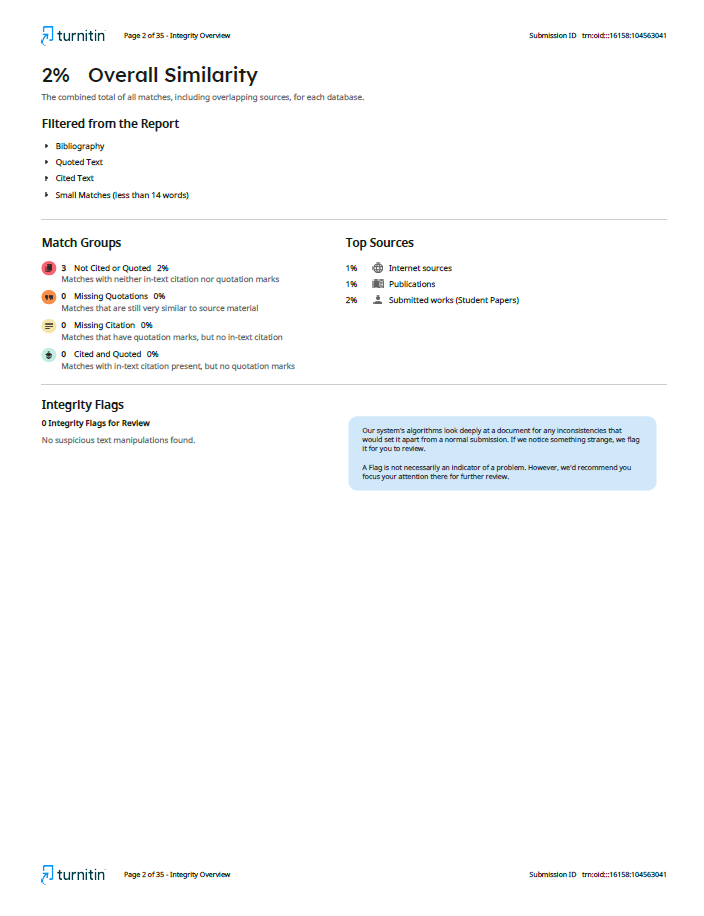 turnitin Page 2 of 35 - Integrity Overview Submission ID trn:oid:::16158:104563041
2% Overall Similarity
The combined total of all matches, including overlapping sources, for each database.
Filtered from the Report
Bibliography
Quoted Text
Cited Text
Small Matches (less than 14 words)
Match Groups
3 Not Cited or Quoted 2%
Matches with neither in-text citation nor quotation marks
0 Missing Quotations 0%
Matches that are still very similar to source material
0 Missing Citation 0%
Matches that have quotation marks, but no in-text citation
0 Cited and Quoted 0%
Matches with in-text citation present, but no quotation marks
Top Sources
1% Internet sources
1% Publications
2% Submitted works (Student Papers)
Integrity Flags
0 Integrity Flags for Review
No suspicious text manipulations found.
Our system's algorithms look deeply at a document for any inconsistencies that
would set it apart from a normal submission. If we notice something strange, we flag
it for you to review.
A Flag is not necessarily an indicator of a problem. However, we'd recommend you
focus your attention there for further review.
turnitin Page 2 of 35 - Integrity Overview Submission ID trn:oid:::16158:104563041